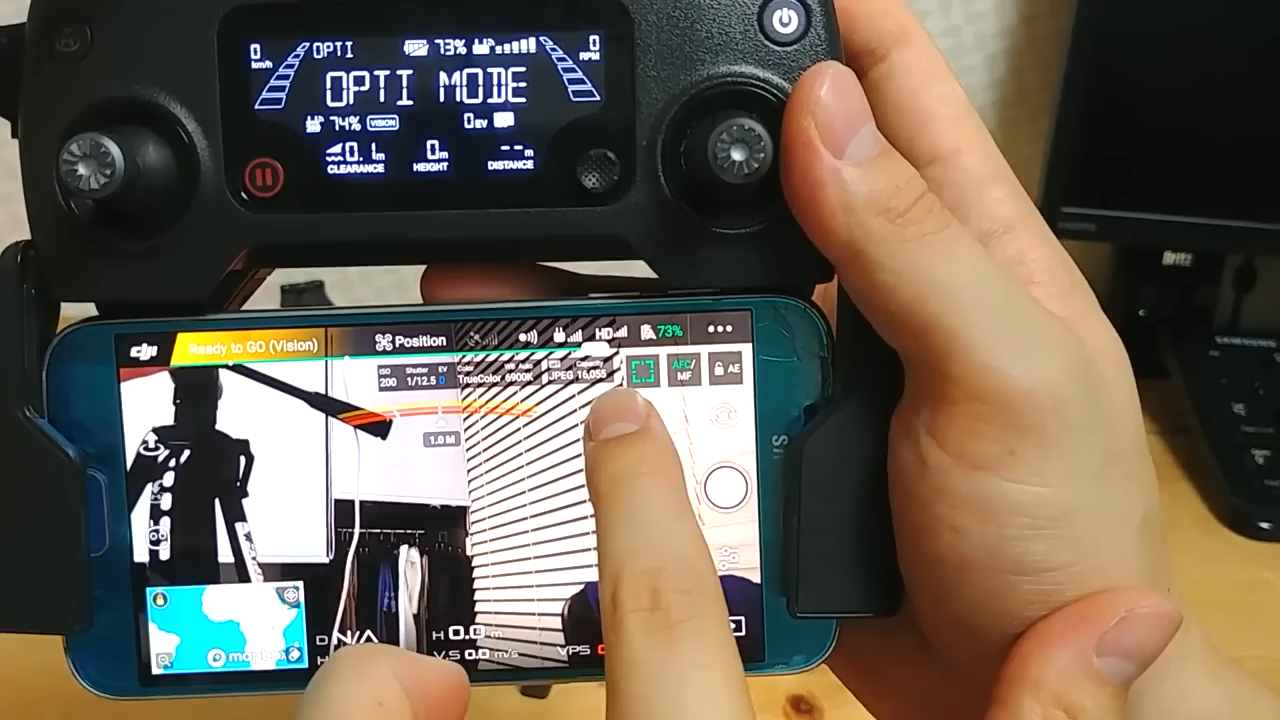 0 OPTI 73% 0
km/h RPM
OPTI MODE
74% VISION 0EV
0.1m 0m --m
CLEARANCE HEIGHT DISTANCE
Britz
SAMSUNG
dji Ready to GO (Vision) Position HD 73%
ISO Shutter EV Color WB Auto Capacity
200 1/12.5 0 TrueColor 6900K JPEG 16,055
AFC/
MF
AE
1.0 M
D N/A H 0.0 m
V.S 0.0 m/s VPS